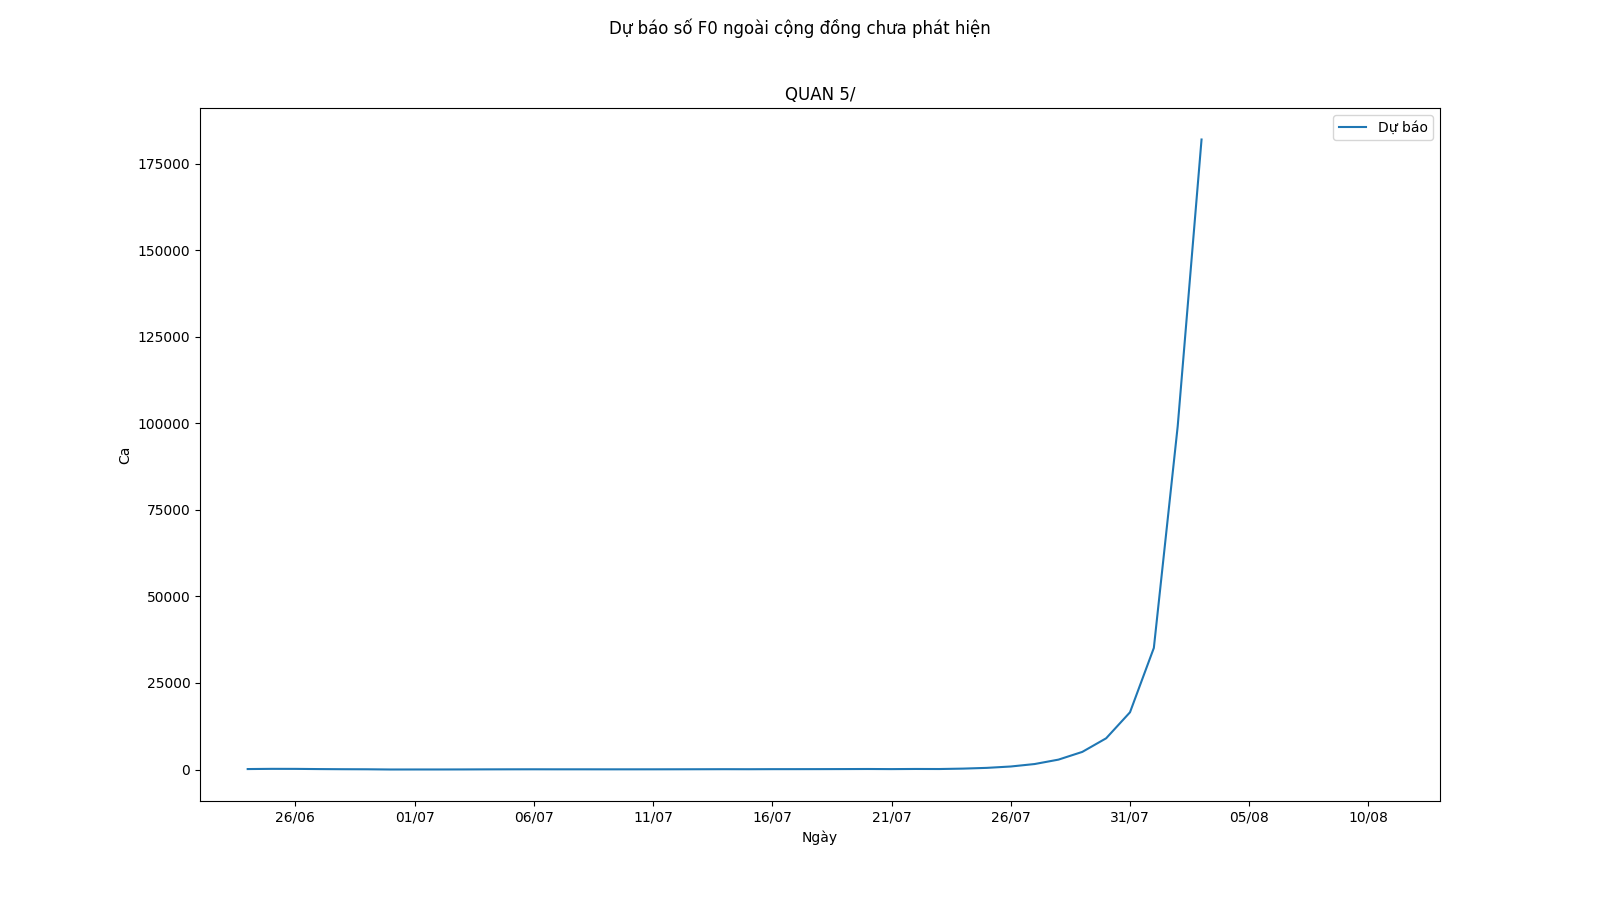 Dự báo số F0 ngoài cộng đồng chưa phát hiện
QUAN 5/
Dự báo
175000
150000
125000
100000
75000
50000
25000
0
Ca
26/06 01/07 06/07 11/07 16/07 21/07 26/07 31/07 05/08 10/08
Ngày